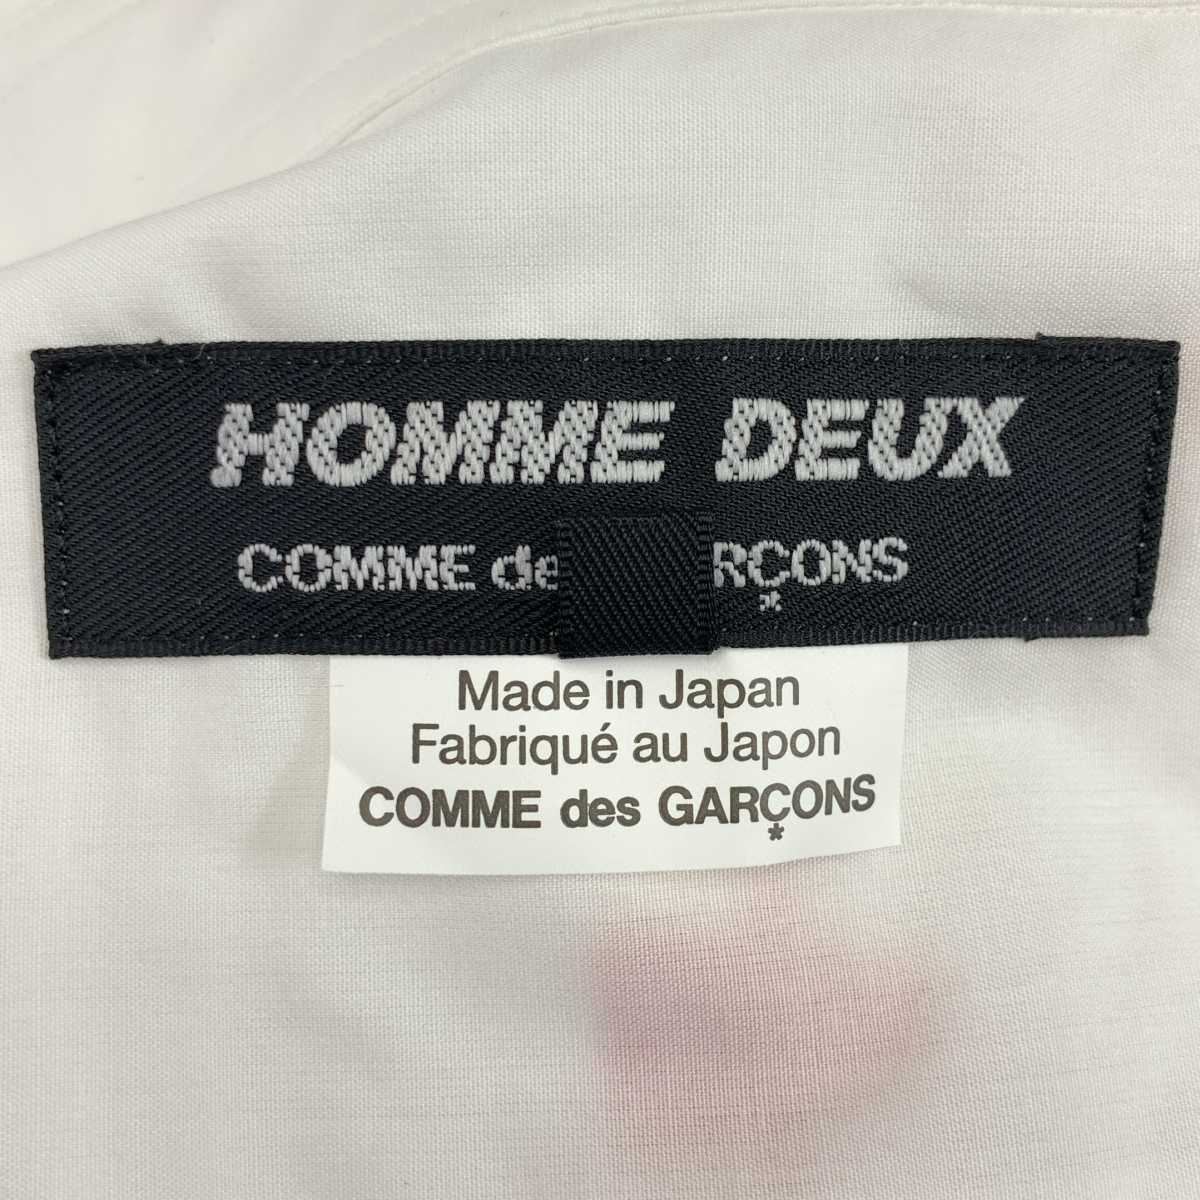 HOMME DEUX
COMME de RÇONS
*
Made in Japan
Fabriqué au Japon
COMME des GARÇONS
*